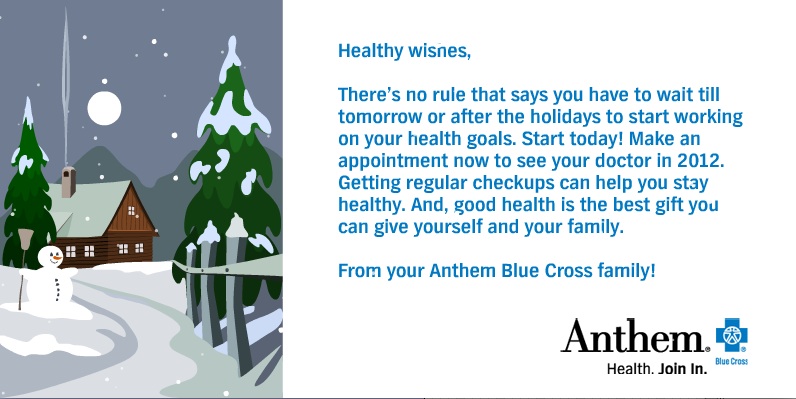 Healthy wishes,
There's no rule that says you have to wait till
tomorrow or after the holidays to start working
on your health goals. Start today! Make an
appointment now to see your doctor in 2012.
Getting regular checkups can help you stay
healthy. And, good health is the best gift you
can give yourself and your family.
From your Anthem Blue Cross family!
Anthem.®
Blue Cross
Health. Join In.